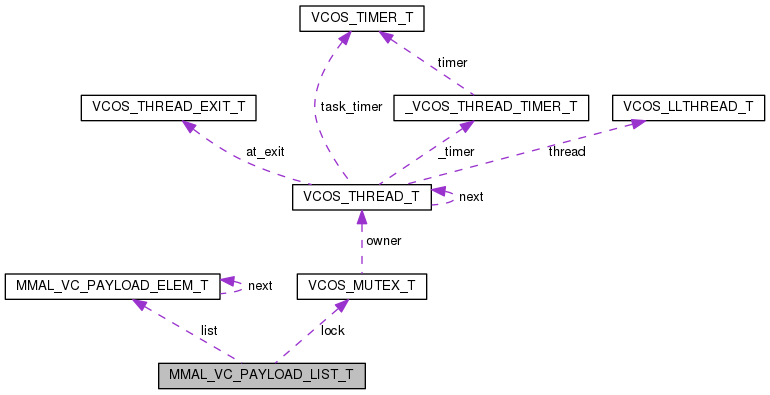 VCOS_TIMER_T
timer
VCOS_THREAD_EXIT_T
task_timer
_VCOS_THREAD_TIMER_T
VCOS_LLTHREAD_T
at_exit
_timer
thread
VCOS_THREAD_T
next
owner
MMAL_VC_PAYLOAD_ELEM_T
next
VCOS_MUTEX_T
list
lock
MMAL_VC_PAYLOAD_LIST_T